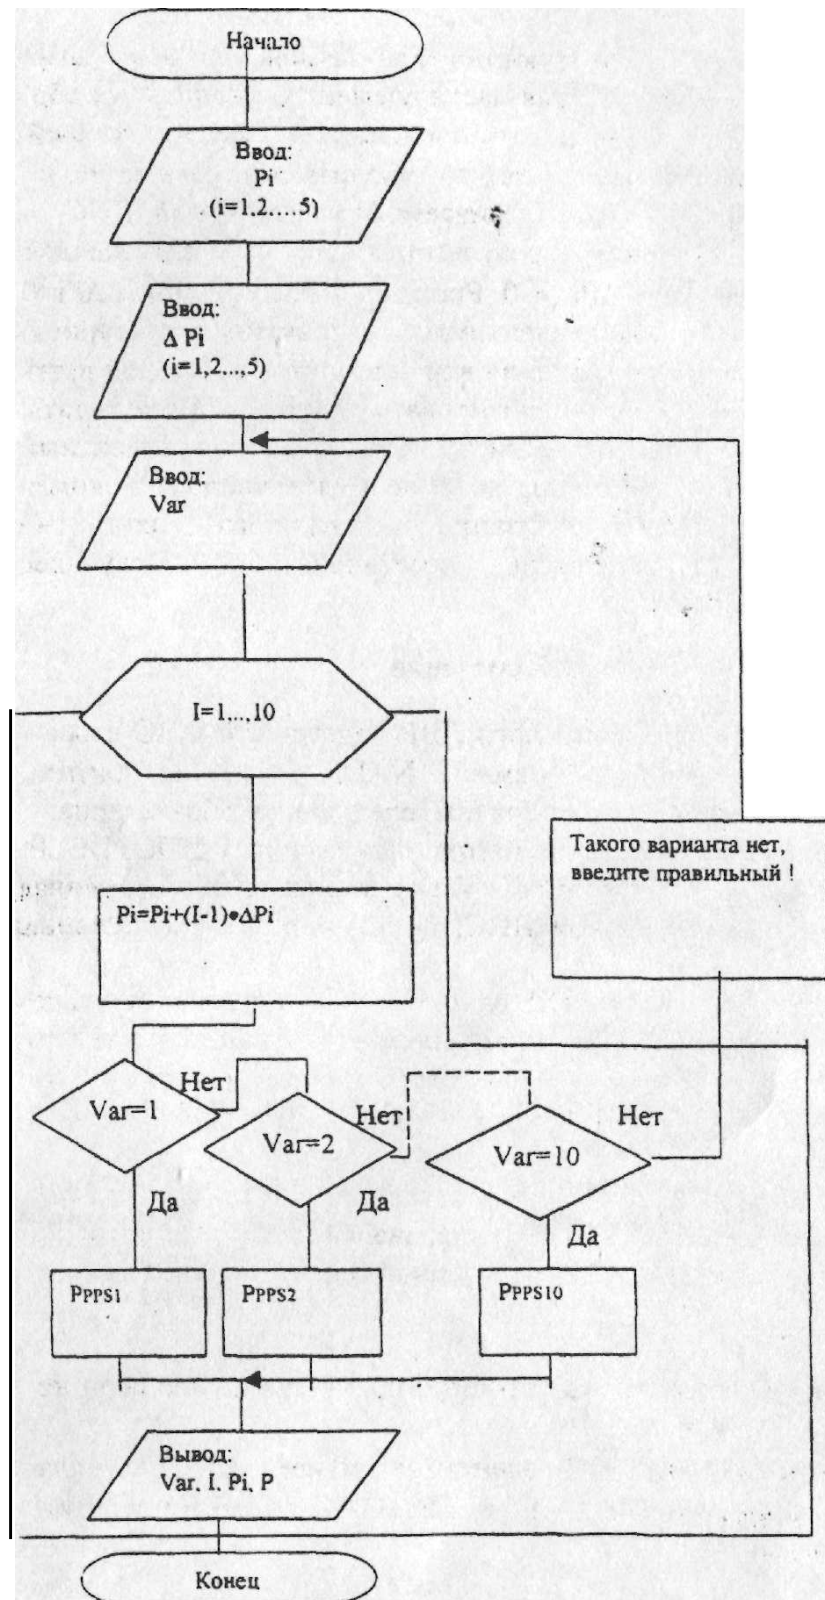 Начало
Ввод:
Pi
(i=1,2....5)
Ввод:
Δ Pi
(i=1,2...,5)
Ввод:
Var
I=1,..,10
Такого варианта нет,
введите правильный !
Pi=Pi+(I-1)•ΔPi
Var=1
Нет
Var=2
Нет
Var=10
Нет
Да
Да
Да
PPPS1
PPPS2
PPPS10
Вывод:
Var, I, Pi, P
Конец